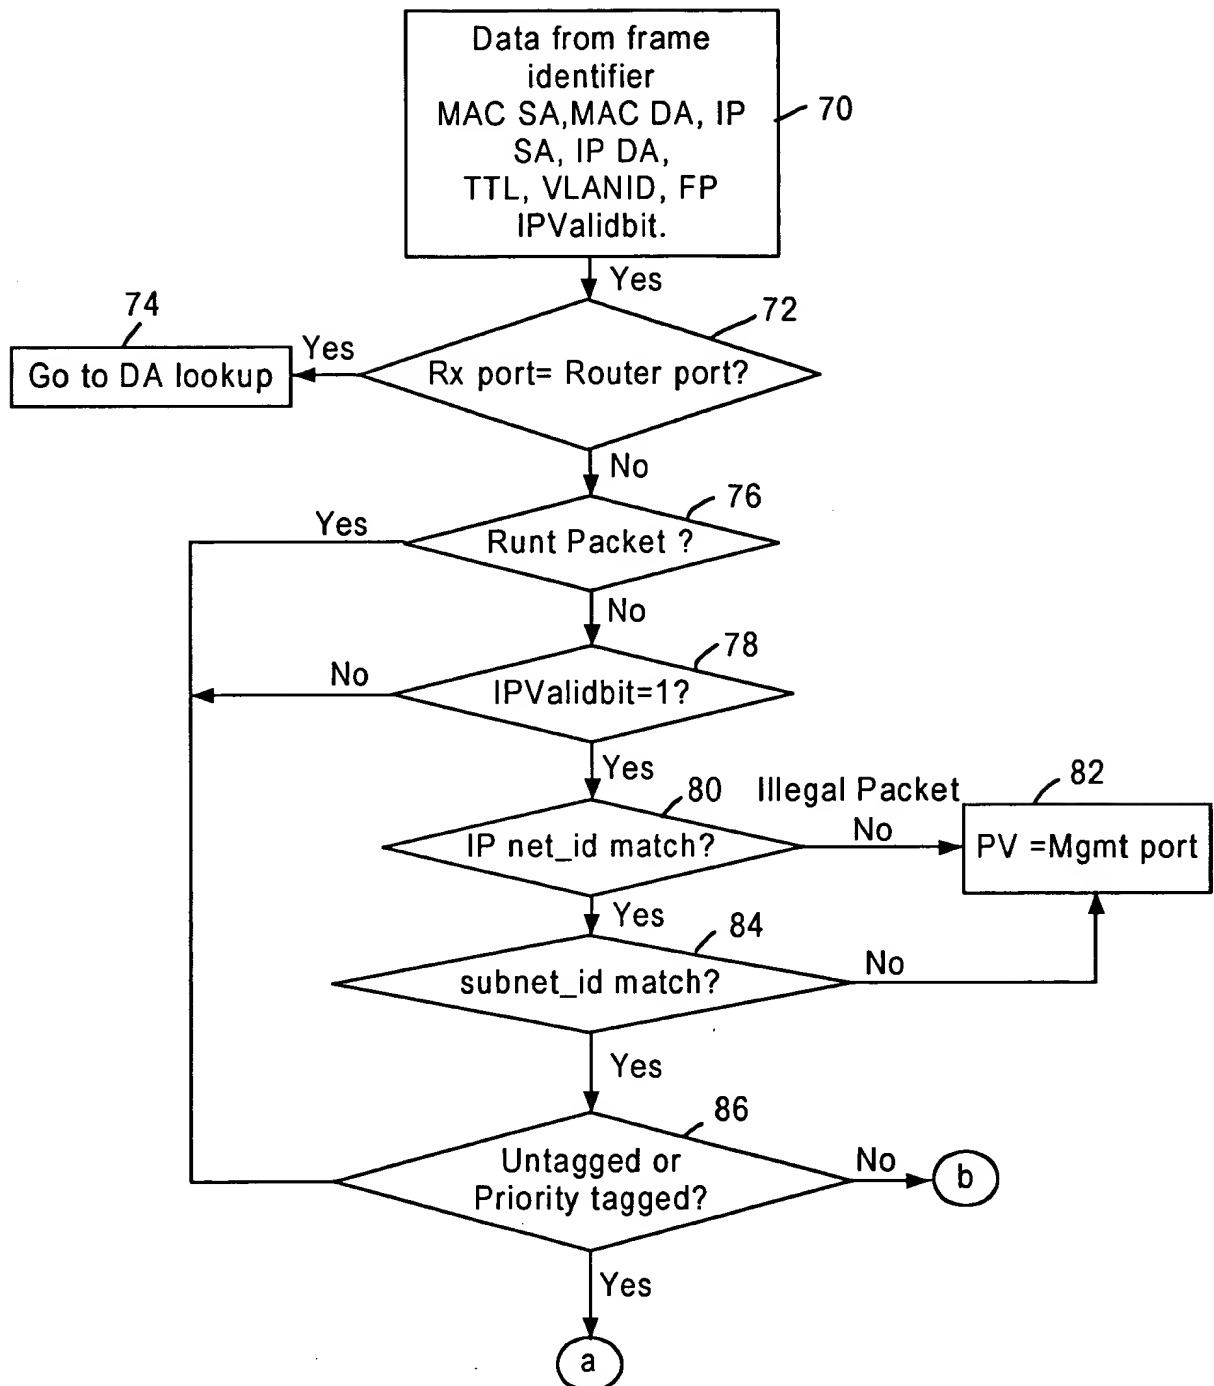 Data from frame
identifier
MAC SA,MAC DA, IP
SA, IP DA,
TTL, VLANID, FP
IPValidbit.
70
Yes
74
72
Yes
Go to DA lookup
Rx port= Router port?
No
76
Yes
Runt Packet ?
No
78
No
IPValidbit=1?
Yes
80
Illegal Packet
82
IP net_id match?
No
PV =Mgmt port
Yes
84
subnet_id match?
No
Yes
86
Untagged or
Priority tagged?
No
b
Yes
a